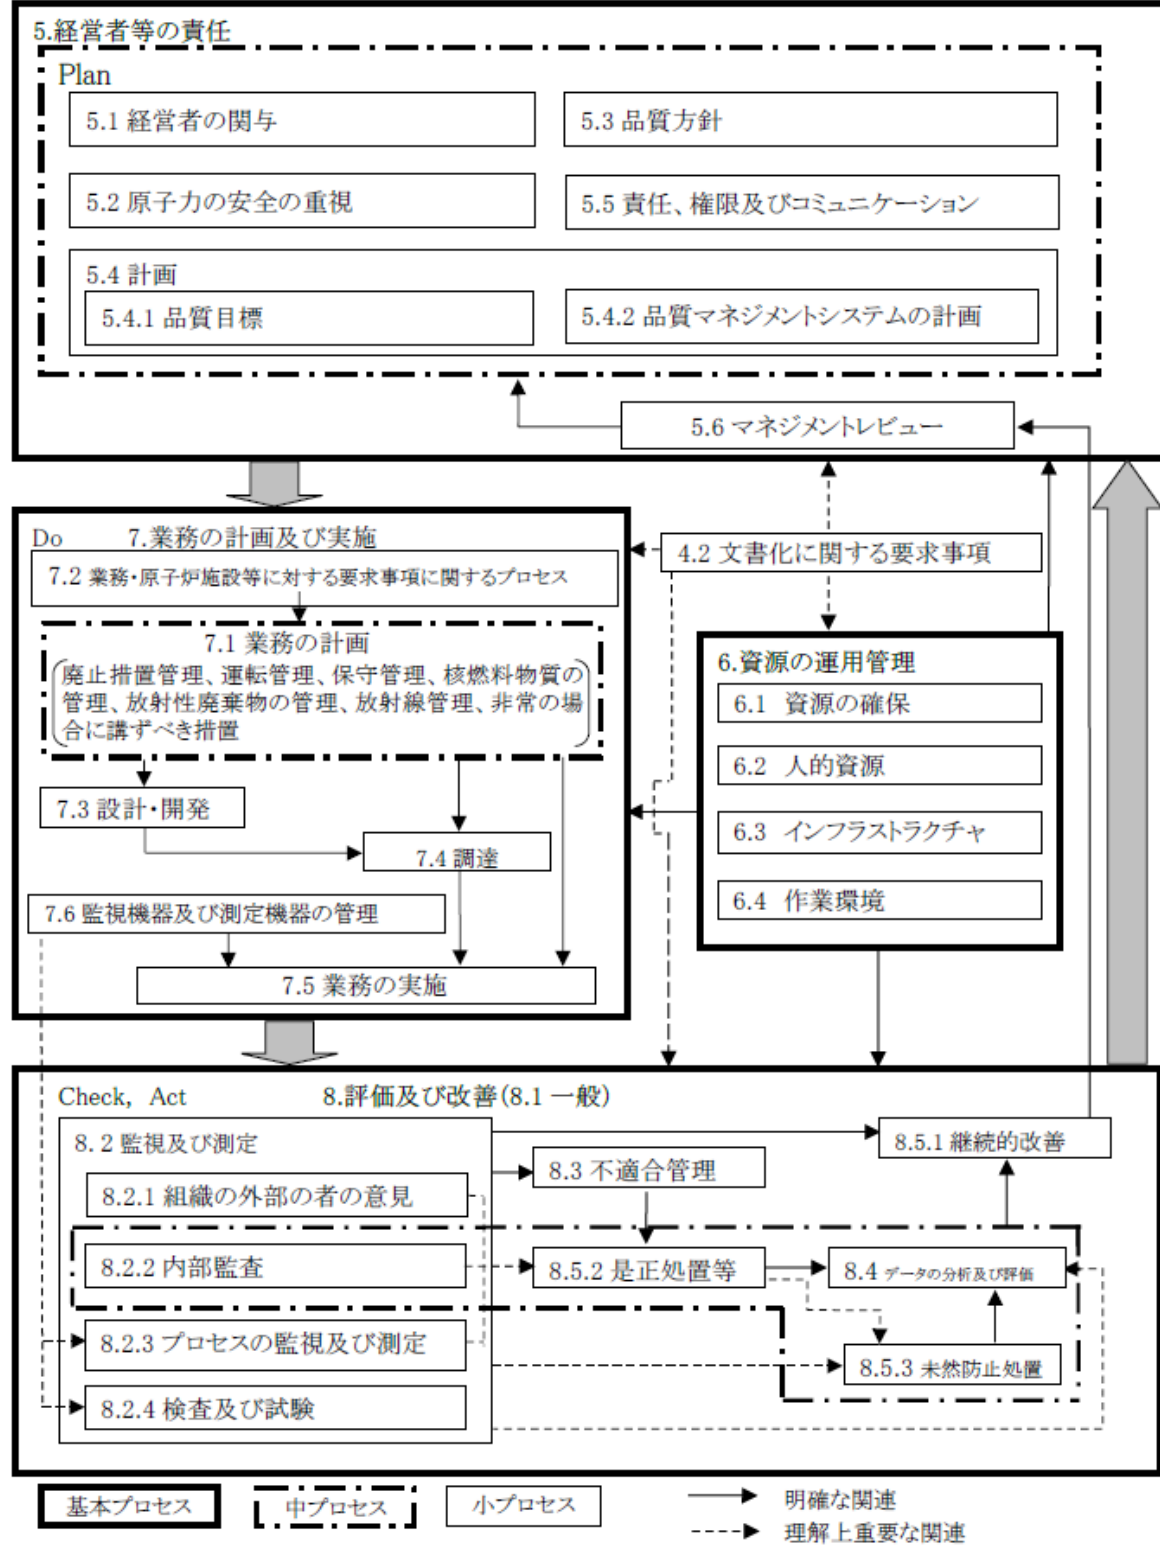 5.経営者等の責任
Plan
5.1 経営者の関与
5.3 品質方針
5.2 原子力の安全の重視
5.5 責任、権限及びコミュニケーション
5.4 計画
5.4.1 品質目標
5.4.2 品質マネジメントシステムの計画
5.6 マネジメントレビュー
Do 7.業務の計画及び実施
7.2 業務・原子炉施設等に対する要求事項に関するプロセス
7.1 業務の計画
廃止措置管理、運転管理、保守管理、核燃料物質の
管理、放射性廃棄物の管理、放射線管理、非常の場
合に講ずべき措置
7.3 設計・開発
7.4 調達
7.6 監視機器及び測定機器の管理
7.5 業務の実施
4.2 文書化に関する要求事項
6.資源の運用管理
6.1 資源の確保
6.2 人的資源
6.3 インフラストラクチャ
6.4 作業環境
Check, Act 8.評価及び改善(8.1 一般)
8.2 監視及び測定
8.5.1 継続的改善
8.3 不適合管理
8.2.1 組織の外部の者の意見
8.2.2 内部監査
8.5.2 是正処置等
8.4 データの分析及び評価
8.2.3 プロセスの監視及び測定
8.5.3 未然防止処置
8.2.4 検査及び試験
基本プロセス
中プロセス
小プロセス
明確な関連
理解上重要な関連